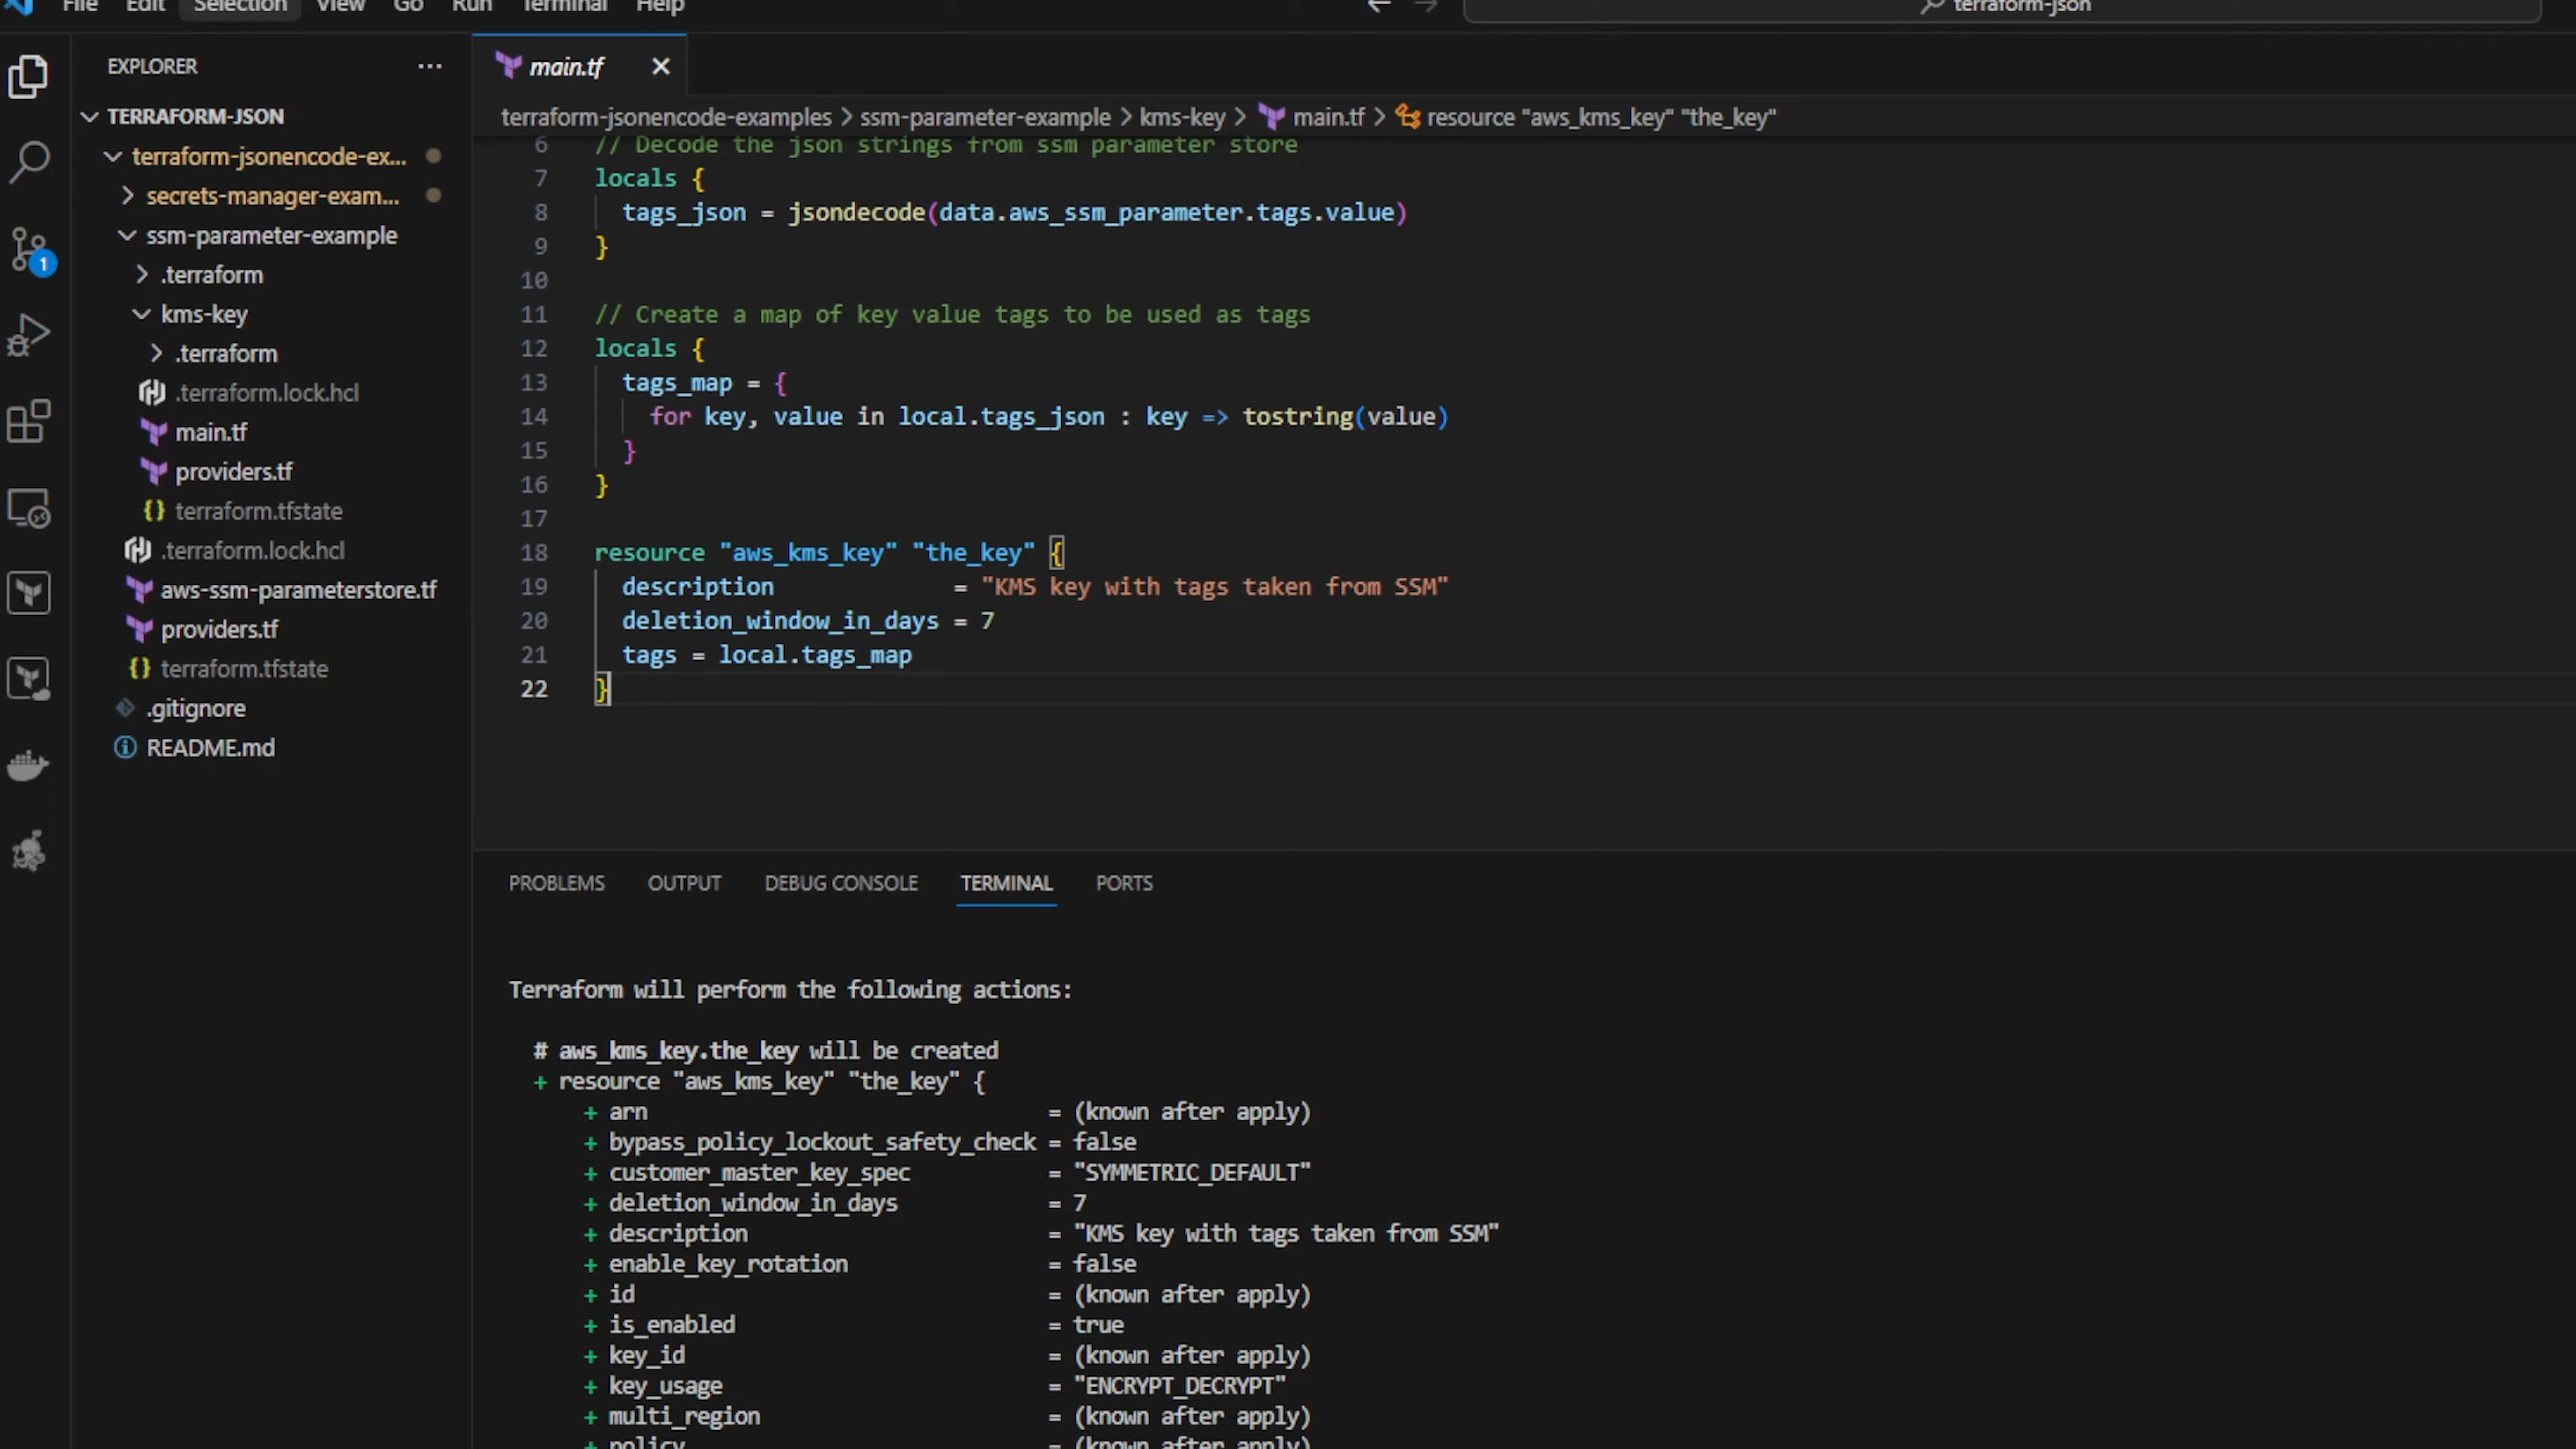 File Edit Selection View Go Run Terminal Help
terraform-json
EXPLORER
TERRAFORM-JSON
terraform-jsonencode-ex...
secrets-manager-exam...
ssm-parameter-example
.terraform
kms-key
.terraform
.terraform.lock.hcl
main.tf
providers.tf
terraform.tfstate
.terraform.lock.hcl
aws-ssm-parameterstore.tf
providers.tf
terraform.tfstate
.gitignore
README.md
1
main.tf
terraform-jsonencode-examples > ssm-parameter-example > kms-key > main.tf > resource "aws_kms_key" "the_key"
6 // Decode the json strings from ssm parameter store
7 locals {
8 tags_json = jsondecode(data.aws_ssm_parameter.tags.value)
9 }
10
11 // Create a map of key value tags to be used as tags
12 locals {
13 tags_map = {
14 for key, value in local.tags_json : key => tostring(value)
15 }
16 }
17
18 resource "aws_kms_key" "the_key" {
19 description = "KMS key with tags taken from SSM"
20 deletion_window_in_days = 7
21 tags = local.tags_map
22 }
PROBLEMS OUTPUT DEBUG CONSOLE TERMINAL PORTS
Terraform will perform the following actions:
# aws_kms_key.the_key will be created
+ resource "aws_kms_key" "the_key" {
+ arn = (known after apply)
+ bypass_policy_lockout_safety_check = false
+ customer_master_key_spec = "SYMMETRIC_DEFAULT"
+ deletion_window_in_days = 7
+ description = "KMS key with tags taken from SSM"
+ enable_key_rotation = false
+ id = (known after apply)
+ is_enabled = true
+ key_id = (known after apply)
+ key_usage = "ENCRYPT_DECRYPT"
+ multi_region = (known after apply)
+ policy = (known after apply)